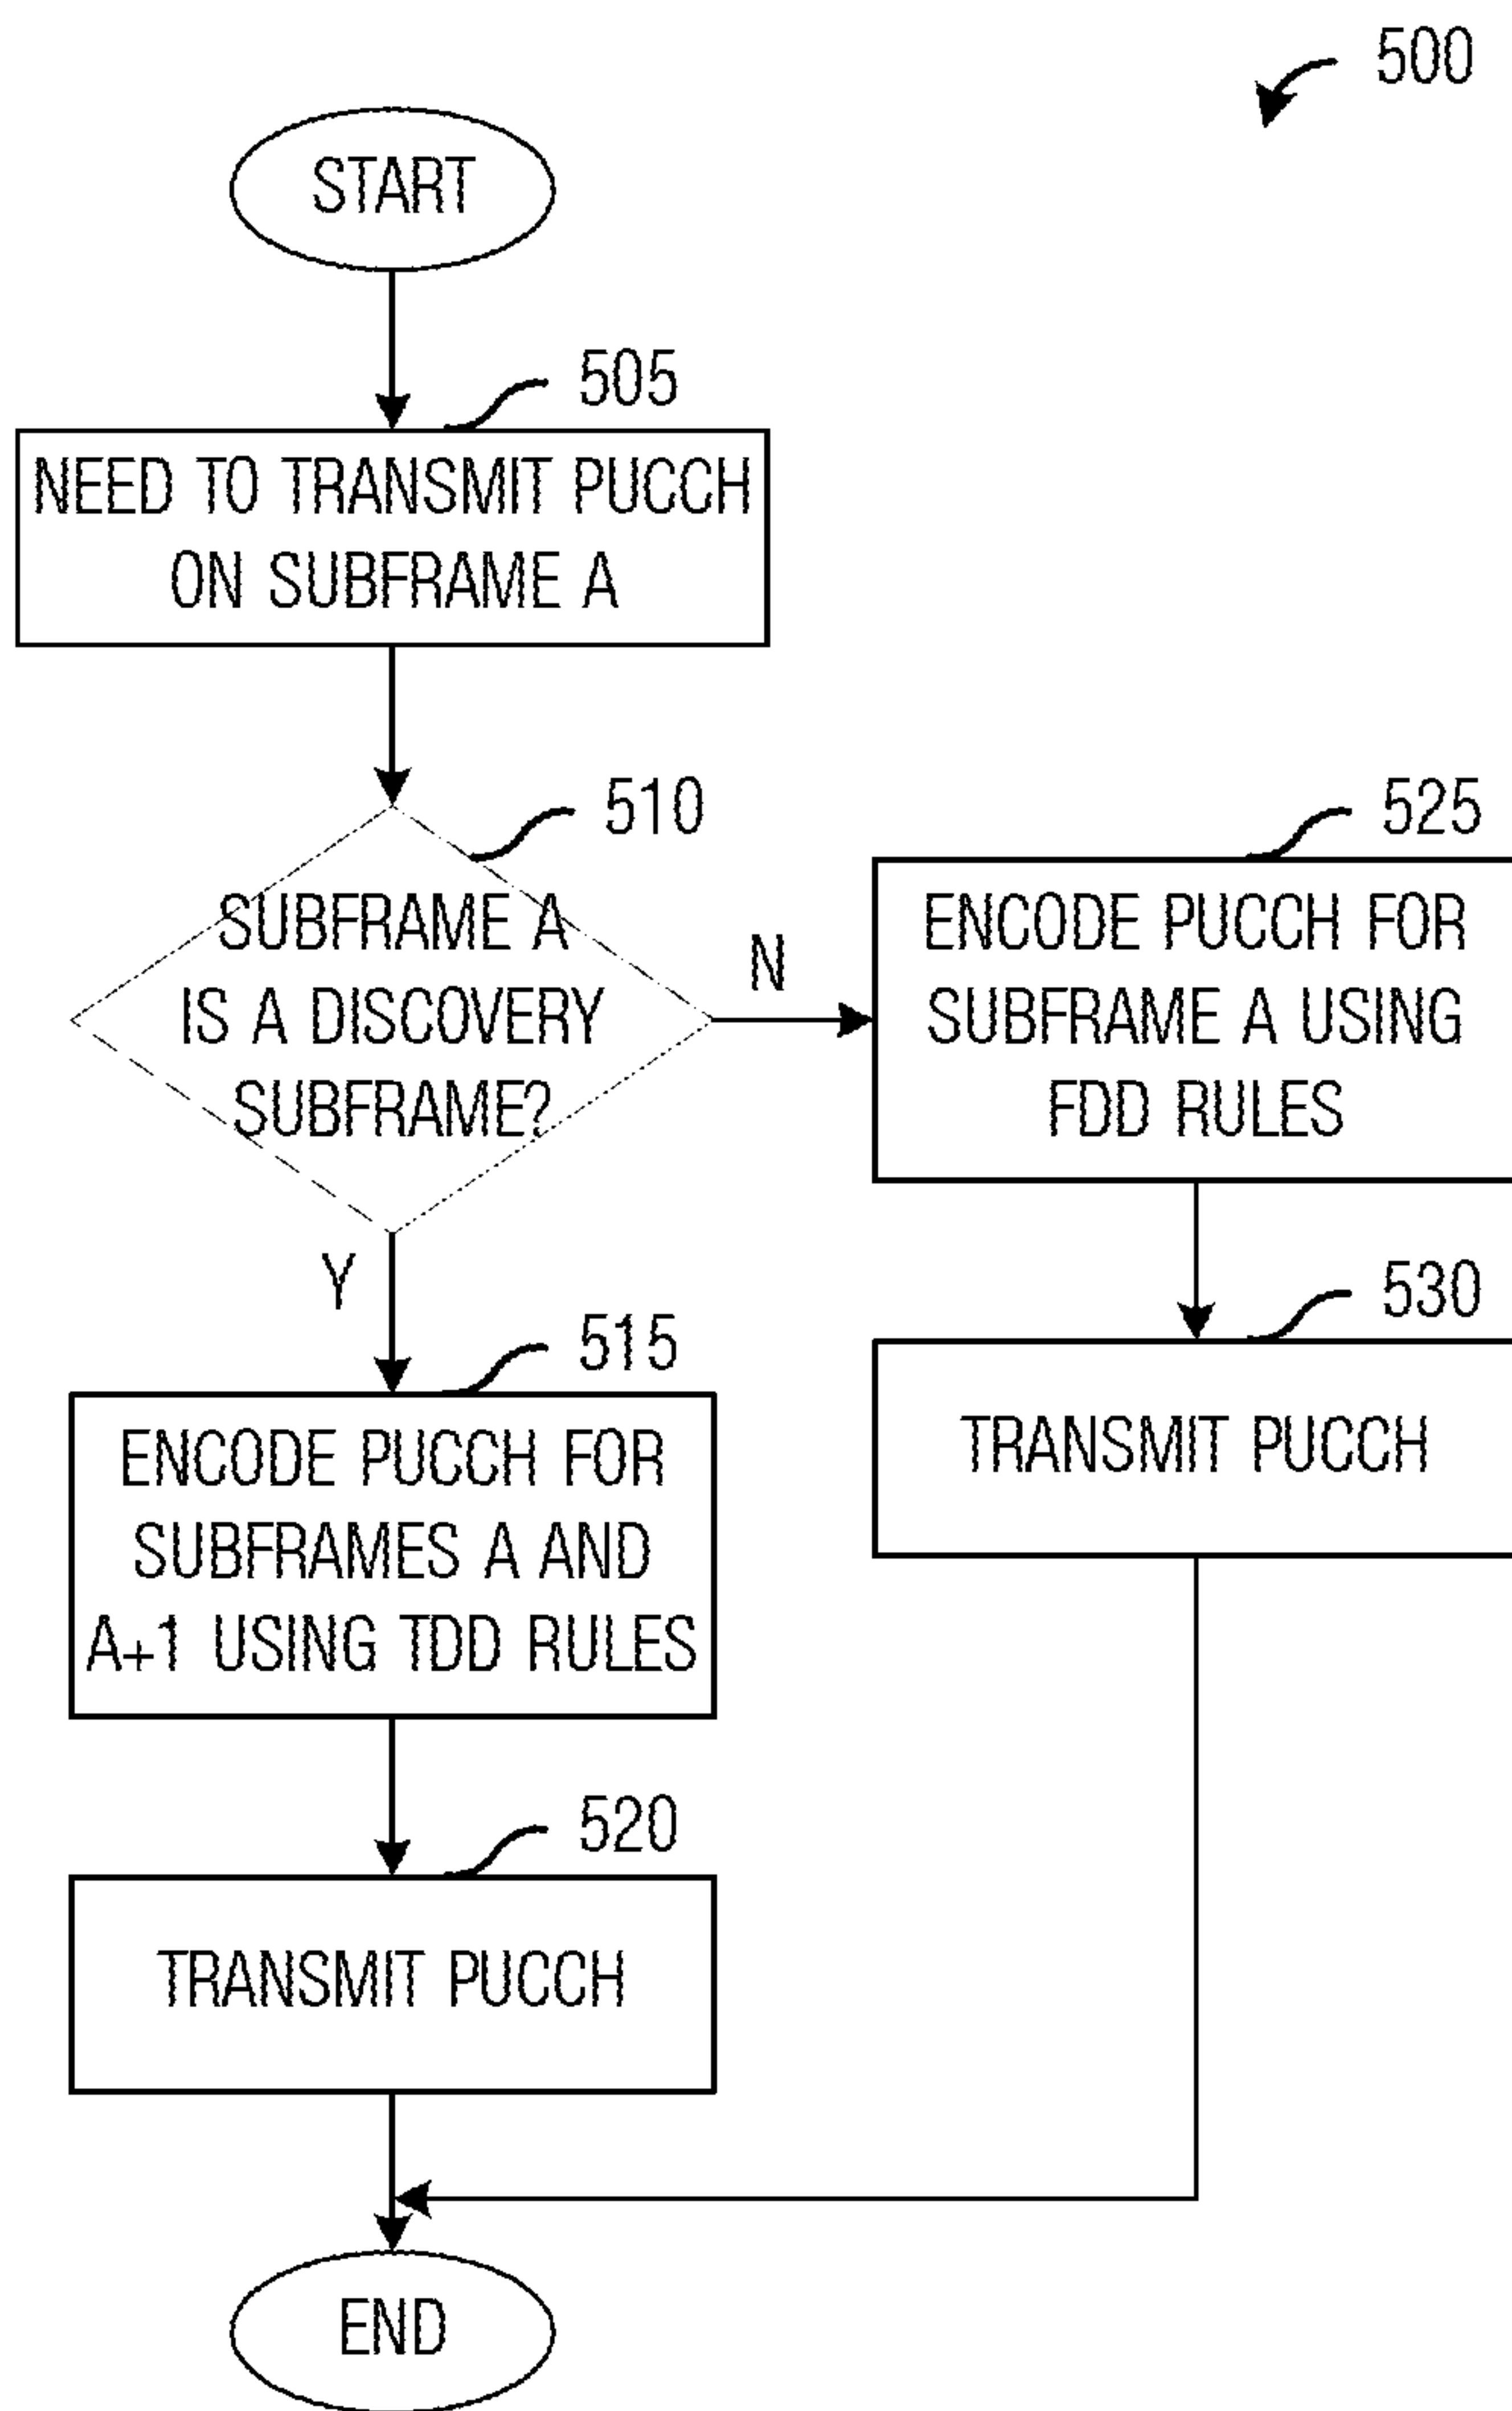 500
START
505
NEED TO TRANSMIT PUCCH
ON SUBFRAME A
510
SUBFRAME A
IS A DISCOVERY
SUBFRAME?
N
Y
525
ENCODE PUCCH FOR
SUBFRAME A USING
FDD RULES
530
TRANSMIT PUCCH
515
ENCODE PUCCH FOR
SUBFRAMES A AND
A+1 USING TDD RULES
520
TRANSMIT PUCCH
END